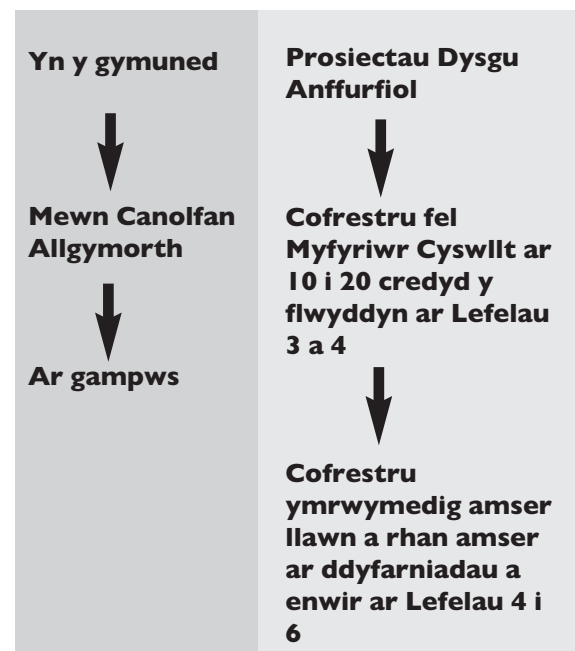 Yn y gymuned
Mewn Canolfan
Allgymorth
Ar gampws
Prosiectau Dysgu
Anffurfiol
Cofrestru fel
Myfyriwr Cyswllt ar
10 i 20 credyd y
flwyddyn ar Lefelau
3 a 4
Cofrestru
ymrwymedig amser
llawn a rhan amser
ar ddyfarniadau a
enwir ar Lefelau 4 i
6